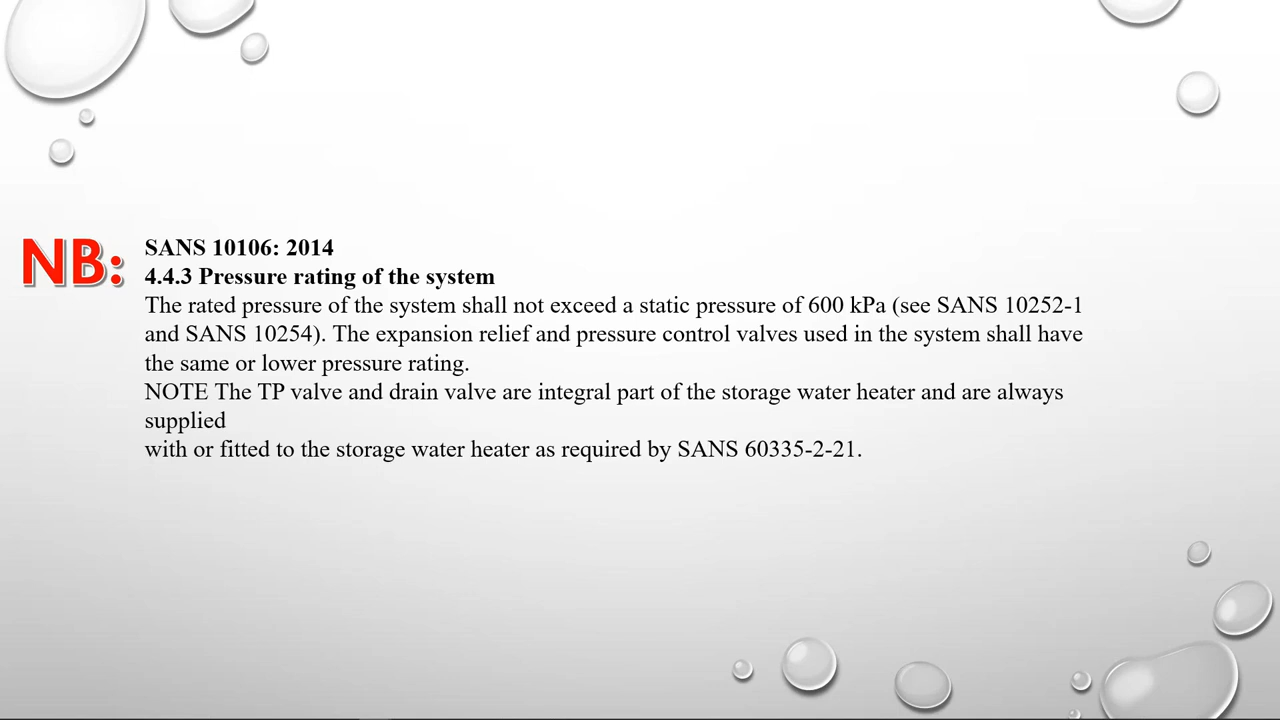 NB:
SANS 10106: 2014
4.4.3 Pressure rating of the system
The rated pressure of the system shall not exceed a static pressure of 600 kPa (see SANS 10252-1
and SANS 10254). The expansion relief and pressure control valves used in the system shall have
the same or lower pressure rating.
NOTE The TP valve and drain valve are integral part of the storage water heater and are always
supplied
with or fitted to the storage water heater as required by SANS 60335-2-21.